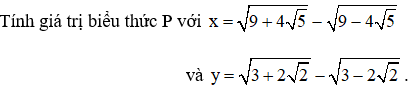 Tính giá trị biểu thức P với x = √(9 + 4√5) − √(9 − 4√5)
và y = √(3 + 2√2) − √(3 − 2√2) .